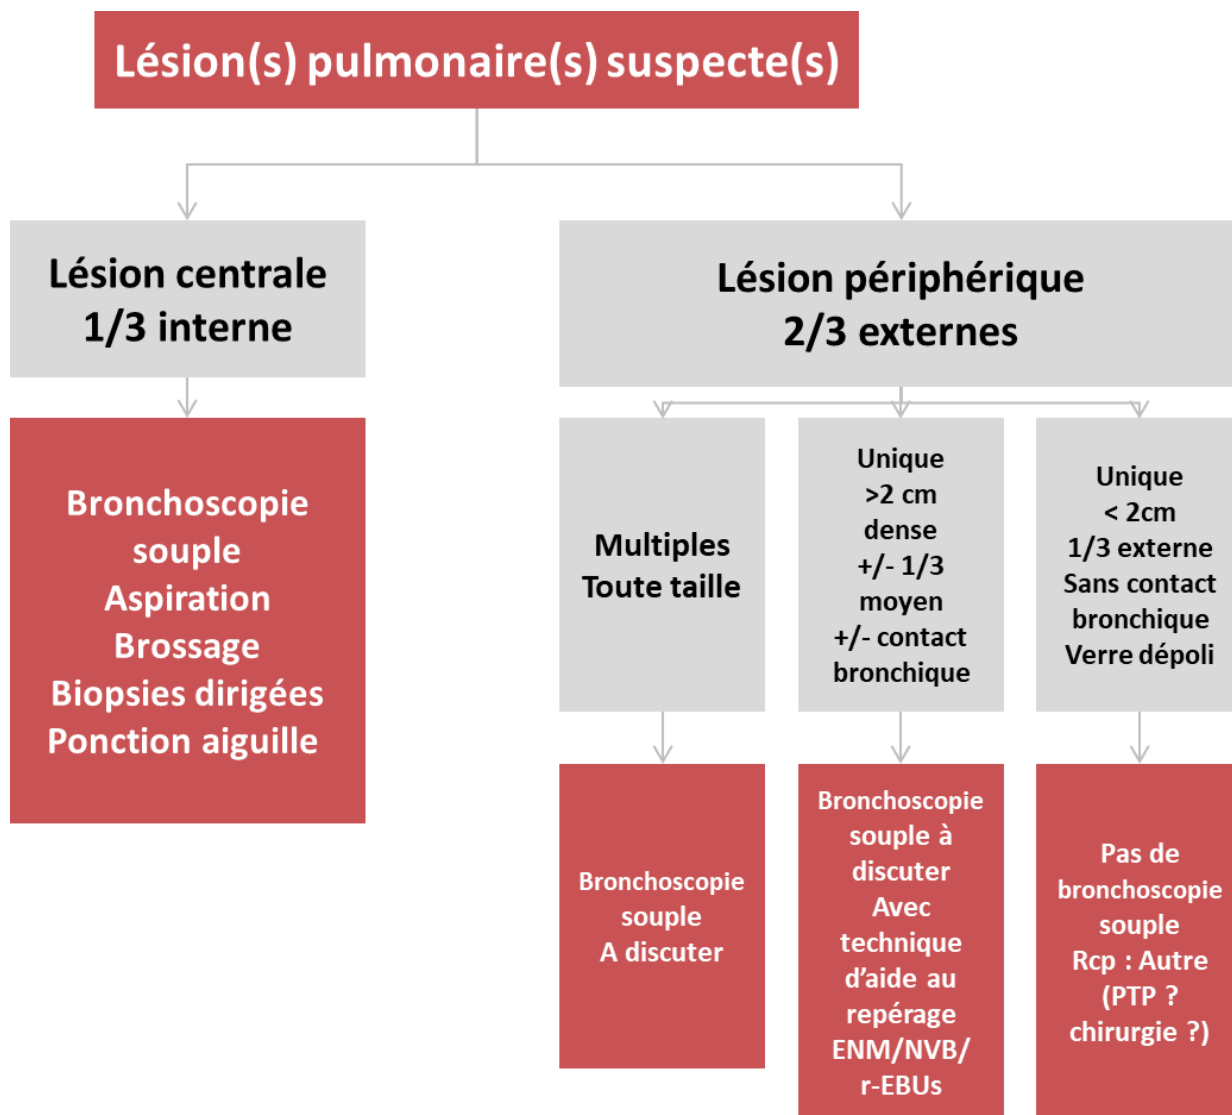 Lésion(s) pulmonaire(s) suspecte(s)
Lésion centrale
1/3 interne
Bronchoscopie
souple
Aspiration
Brossage
Biopsies dirigées
Ponction aiguille
Lésion périphérique
2/3 externes
Multiples
Toute taille
Bronchoscopie
souple
A discuter
Unique
>2 cm
dense
+/- 1/3
moyen
+/- contact
bronchique
Bronchoscopie
souple à
discuter
Avec
technique
d'aide au
repérage
ENM/NVB/
r-EBUs
Unique
< 2cm
1/3 externe
Sans contact
bronchique
Verre dépoli
Pas de
bronchoscopie
souple
Rcp : Autre
(PTP ?
chirurgie ?)